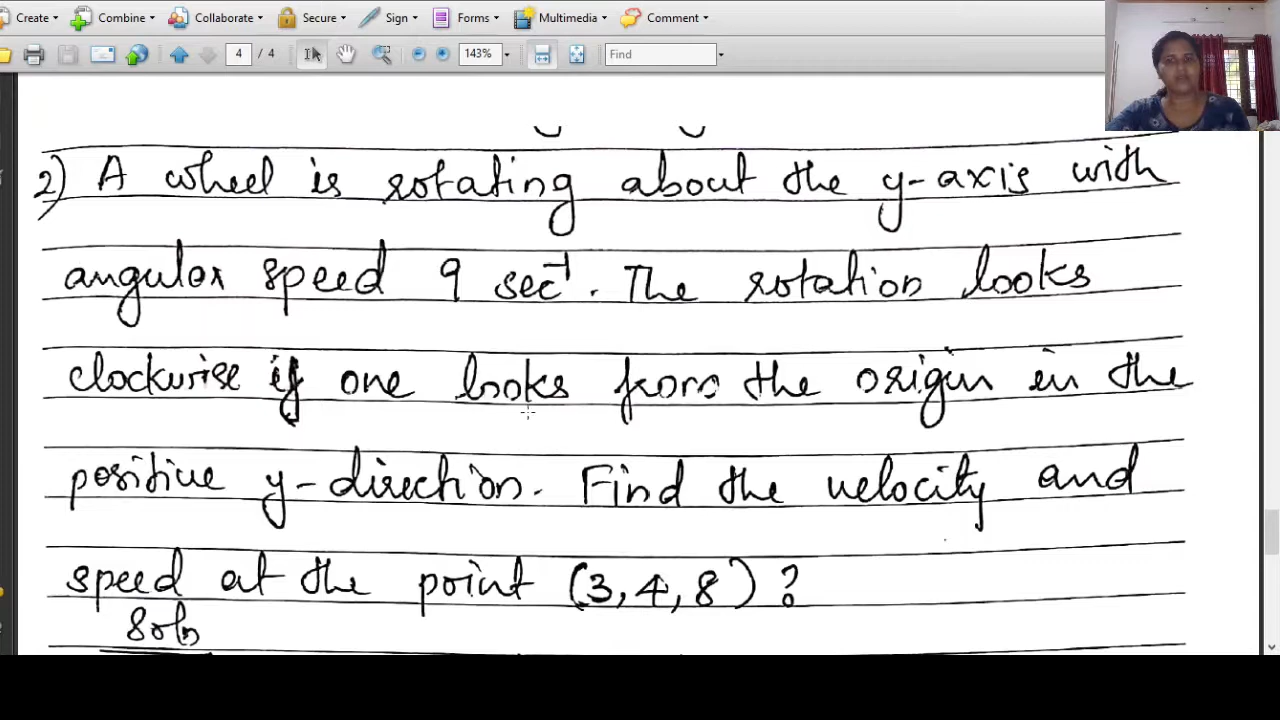 Create Combine Collaborate Secure Sign Forms Multimedia Comment
4 / 4 143% Find
2) A wheel is rotating about the y-axis with
angular speed 9 sec⁻¹. The rotation looks
clockwise if one looks from the origin in the
positive y-direction. Find the velocity and
speed at the point (3,4,8)?
Soln